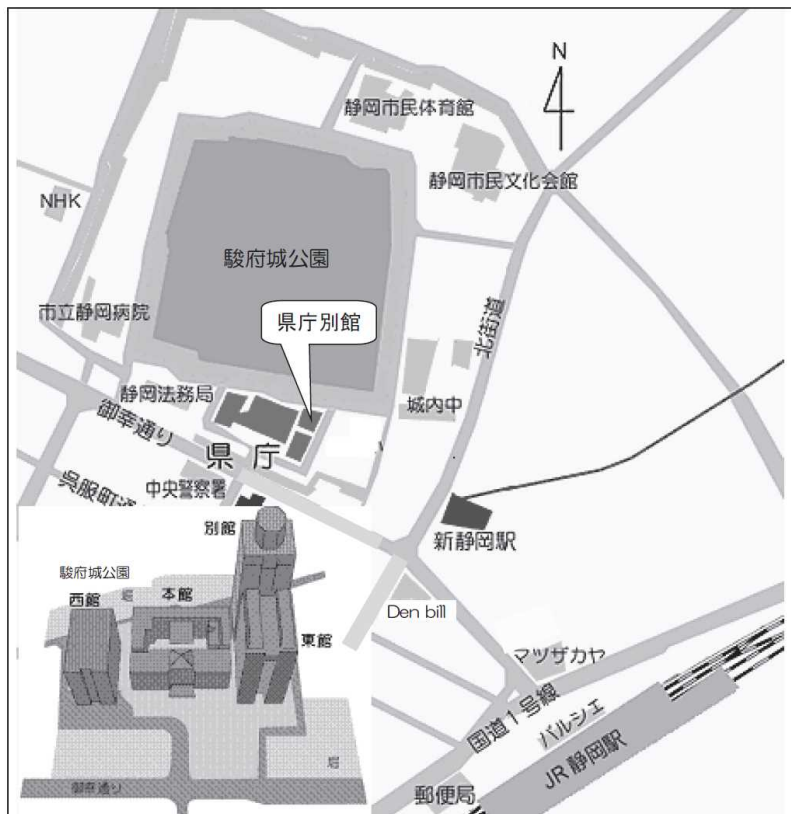 N
静岡市民体育館
静岡市民文化会館
NHK
駿府城公園
市立静岡病院
県庁別館
北街道
静岡法務局
城内中
御幸通り
県 庁
呉服町通
中央警察署
新静岡駅
別館
駿府城公園
堀
本館
西館
東館
堀
御幸通り
Den bill
マツザカヤ
国道1号線
パルシェ
JR静岡駅
郵便局